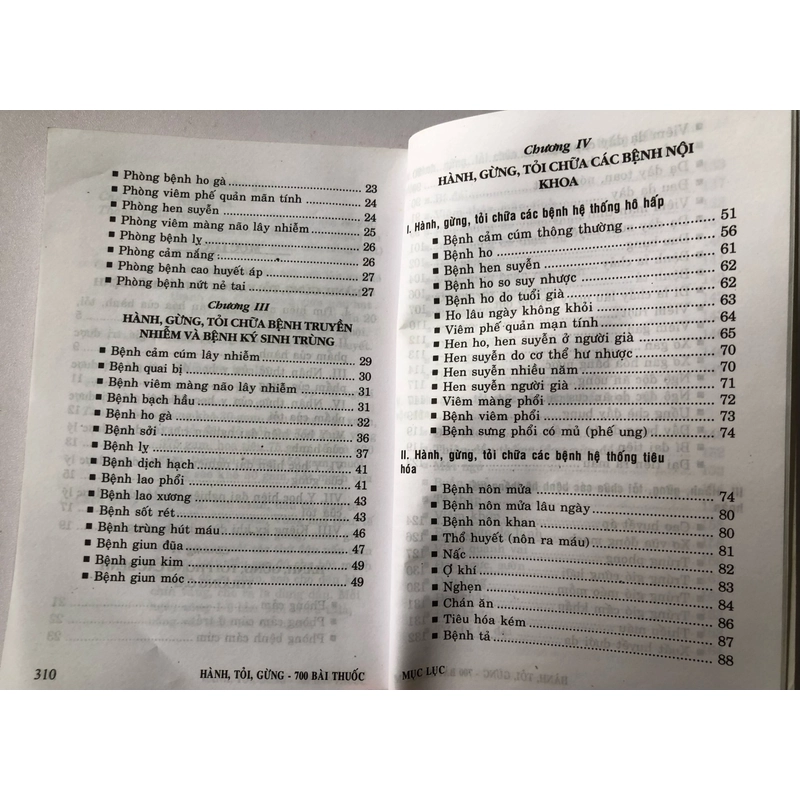 Phòng bệnh ho gà 23
Phòng viêm phế quản mãn tính 24
Phòng hen suyễn 24
Phòng viêm màng não lây nhiễm 25
Phòng bệnh lỵ 26
Phòng cảm nắng: 26
Phòng bệnh cao huyết áp 27
Phòng bệnh nứt nẻ tai 27
Chương III
HÀNH, GỪNG, TỎI CHỮA BỆNH TRUYỀN
NHIỄM VÀ BỆNH KÝ SINH TRÙNG
Bệnh cảm cúm lây nhiễm 29
Bệnh quai bị 30
Bệnh viêm màng não lây nhiễm 31
Bệnh bạch hầu 31
Bệnh ho gà 32
Bệnh sởi 36
Bệnh lỵ 37
Bệnh dịch hạch 41
Bệnh lao phổi 41
Bệnh lao xương 43
Bệnh sốt rét 43
Bệnh trùng hút máu 46
Bệnh giun đũa 47
Bệnh giun kim 49
Bệnh giun móc 49
310
HÀNH, TỎI, GỪNG - 700 BÀI THUỐC
Chương IV
HÀNH, GỪNG, TỎI CHỮA CÁC BỆNH NỘI
KHOA
I. Hành, gừng, tỏi chữa các bệnh hệ thống hô hấp
Bệnh cảm cúm thông thường 51
Bệnh ho 56
Bệnh hen suyễn 61
Bệnh ho so suy nhược 62
Bệnh ho do tuổi già 62
Ho lâu ngày không khỏi 63
Viêm phế quản mạn tính 64
Hen ho, hen suyễn ở người già 65
Hen suyễn do cơ thể hư nhược 70
Hen suyễn nhiều năm 70
Hen suyễn người già 71
Viêm màng phổi 72
Bệnh viêm phổi 73
Bệnh sưng phổi có mủ (phế ung) 74
II. Hành, gừng, tỏi chữa các bệnh hệ thống tiêu
hóa
Bệnh nôn mửa 74
Bệnh nôn mửa lâu ngày 80
Bệnh nôn khan 80
Thổ huyết (nôn ra máu) 81
Nấc 82
Ợ khí 83
Nghẹn 84
Chán ăn 86
Tiêu hóa kém 87
Bệnh tả 88
MỤC LỤC